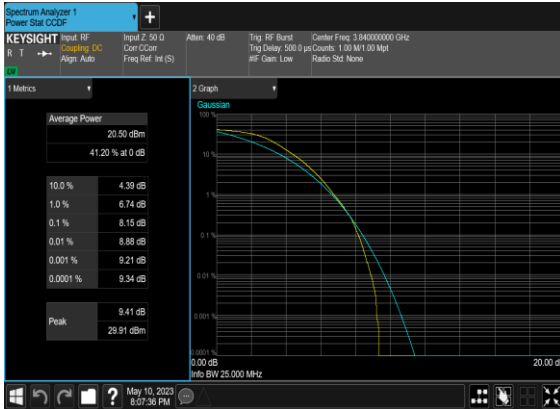 Spectrum Analyzer 1
Power Stat CCDF
KEYSIGHT
R T
LXI
Input: RF
Coupling: DC
Align: Auto
Input Z: 50 Ω
Corr CCorr
Freq Ref: Int (S)
Atten: 40 dB
Trig: RF Burst
Trig Delay: 500.0 µs
#IF Gain: Low
Center Freq: 3.840000000 GHz
Counts: 1.00 M/1.00 Mpt
Radio Std: None
1 Metrics
Average Power
20.50 dBm
41.20 % at 0 dB
10.0 % 4.39 dB
1.0 % 6.74 dB
0.1 % 8.15 dB
0.01 % 8.88 dB
0.001 % 9.21 dB
0.0001 % 9.34 dB
Peak
9.41 dB
29.91 dBm
2 Graph
Gaussian
100 %
10 %
1 %
0.1 %
0.01 %
0.001 %
0.0001 %
0.00 dB
20.00 d
Info BW 25.000 MHz
?
May 10, 2023
8:07:36 PM